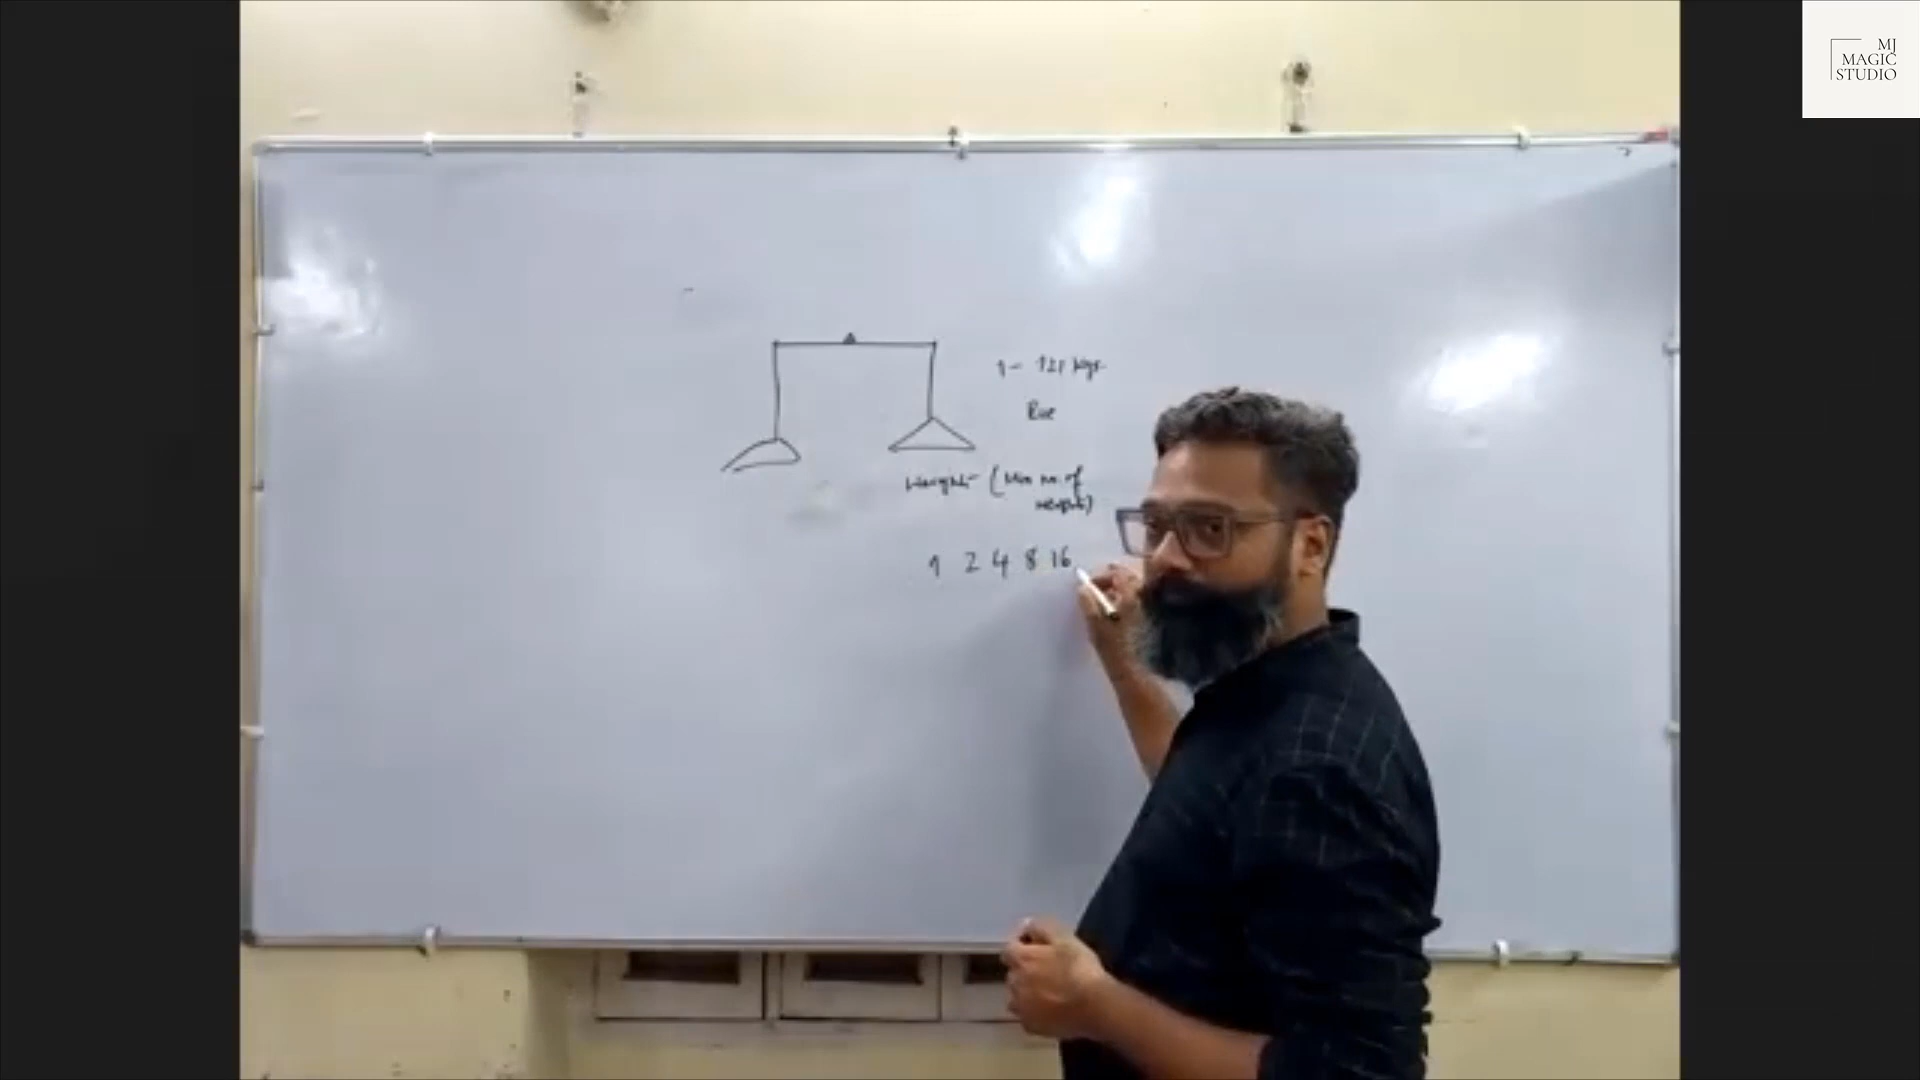 MJ
MAGIC
STUDIO
1 - 121 kgs
Rice
Weights (Min no. of
weights)
1 2 4 8 16